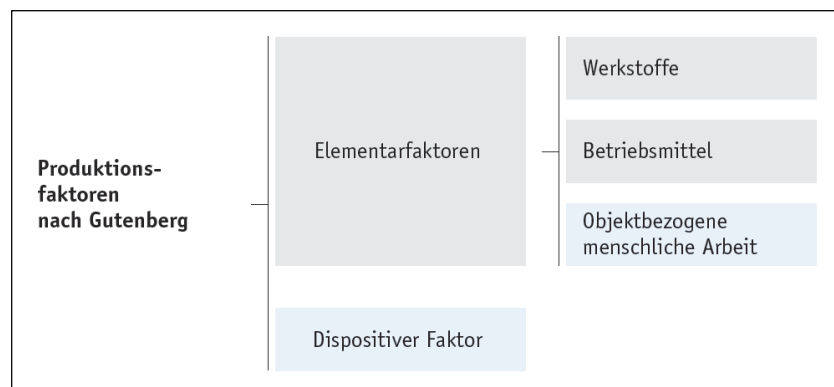 Produktions-
faktoren
nach Gutenberg
Elementarfaktoren
Werkstoffe
Betriebsmittel
Objektbezogene
menschliche Arbeit
Dispositiver Faktor